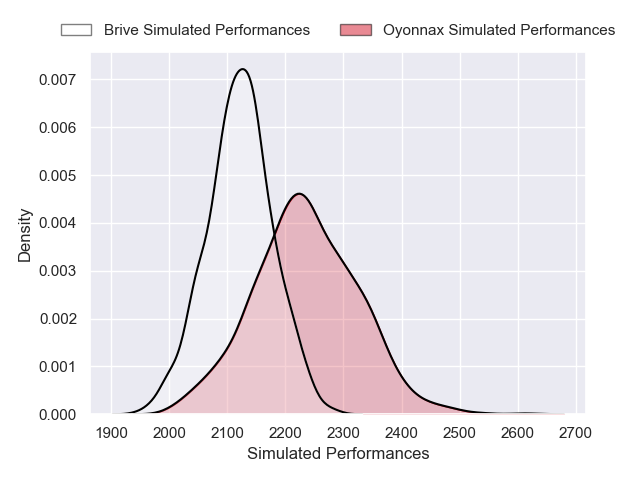 Brive Simulated Performances
Oyonnax Simulated Performances
0.007
0.006
0.005
0.004
0.003
0.002
0.001
0.000
Density
1900 2000 2100 2200 2300 2400 2500 2600 2700
Simulated Performances